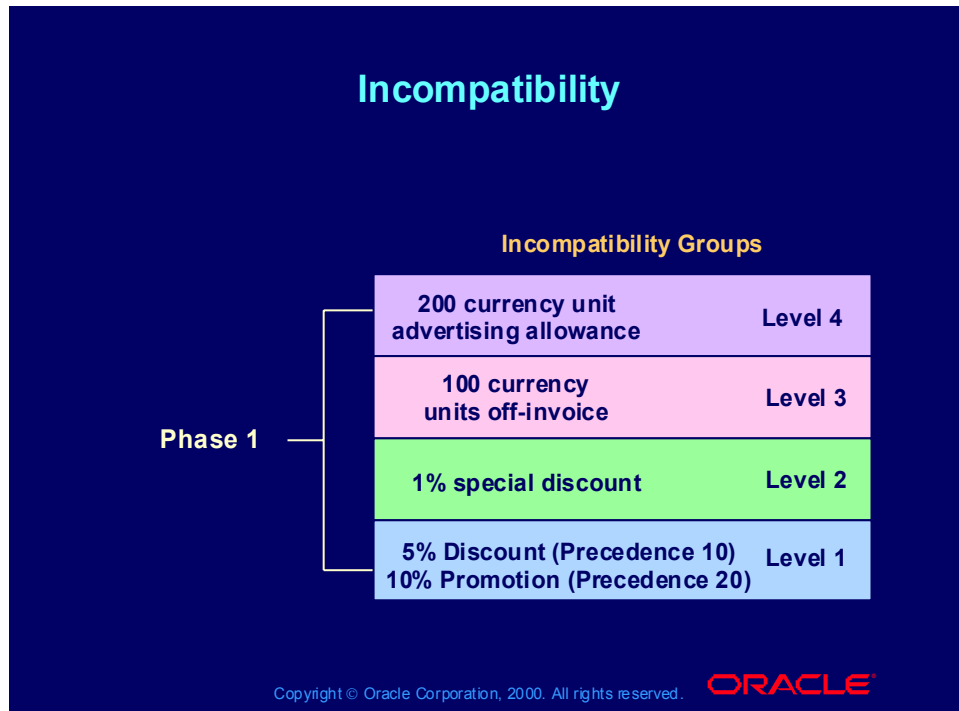 Incompatibility
Incompatibility Groups
200 currency unit
advertising allowance
Level 4
100 currency
units off-invoice
Level 3
Phase 1
1% special discount
Level 2
5% Discount (Precedence 10)
10% Promotion (Precedence 20)
Level 1
Copyright © Oracle Corporation, 2000. All rights reserved.
ORACLE®